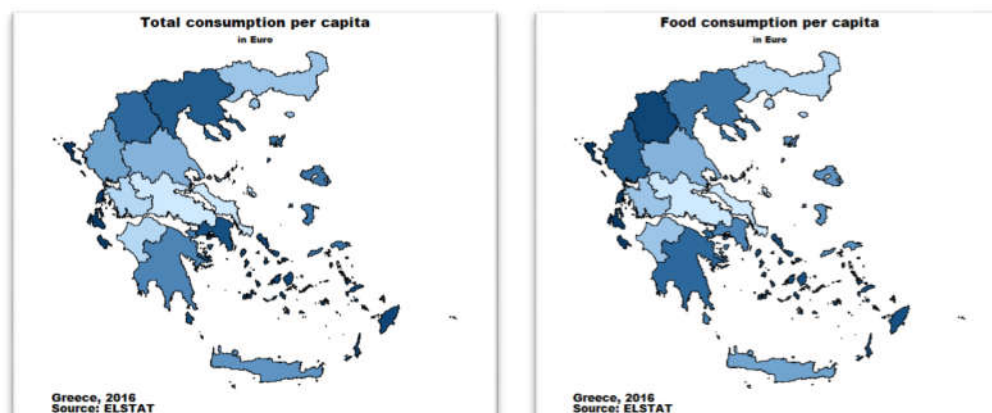 Total consumption per capita
in Euro
Greece, 2016
Source: ELSTAT
Food consumption per capita
in Euro
Greece, 2016
Source: ELSTAT